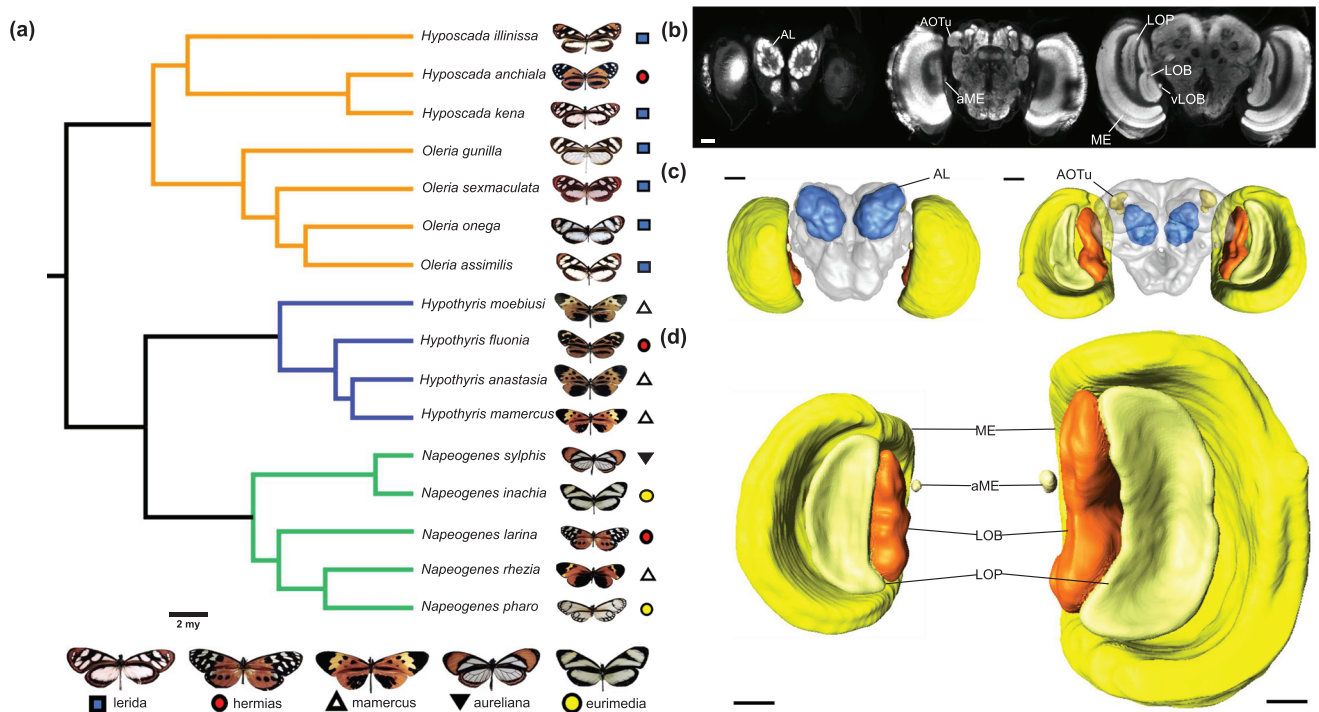 (a)
Hyposcada illinissa
Hyposcada anchiala
Hyposcada kena
Oleria gunilla
Oleria sexmaculata
Oleria onega
Oleria assimilis
Hypothyris moebiusi
Hypothyris fluonia
Hypothyris anastasia
Hypothyris mamercus
Napeogenes sylphis
Napeogenes inachia
Napeogenes larina
Napeogenes rhezia
Napeogenes pharo
2 my
lerida
hermias
mamercus
aureliana
eurimedia
(b)
AL
AOTu
aME
LOP
LOB
vLOB
ME
(c)
AL
AOTu
(d)
ME
aME
LOB
LOP